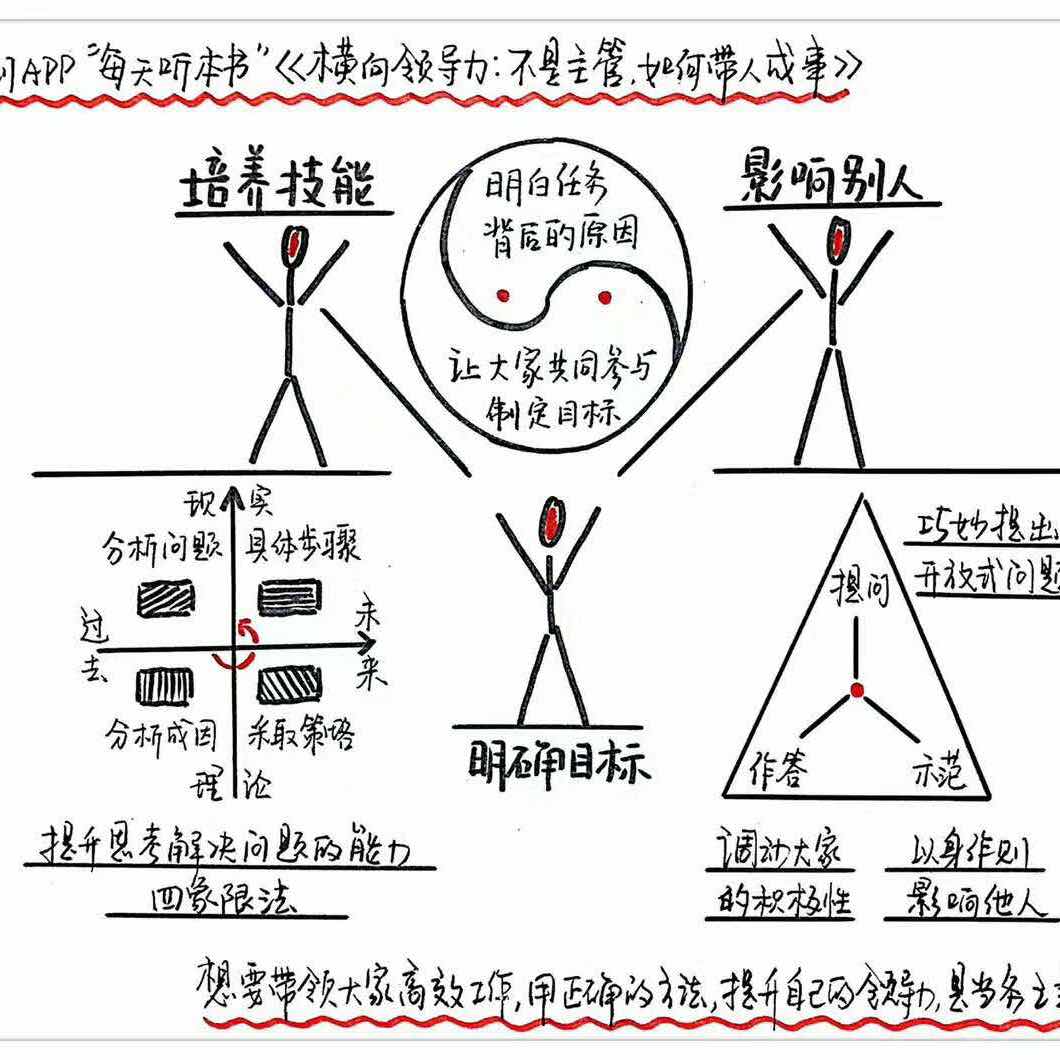 APP“每天听本书”《横向领导力:不是主管,如何带人成事》
培养技能
明白任务
背后的原因
影响别人
让大家共同参与
制定目标
现实
分析问题
具体步骤
过去
未来
分析成因
采取策略
理论
明确目标
巧妙提出
开放式问题
提问
作答
示范
提升思考解决问题的能力
四象限法
调动大家
的积极性
以身作则
影响他人
想要带领大家高效工作,用正确的方法,提升自己的领导力,是当务之